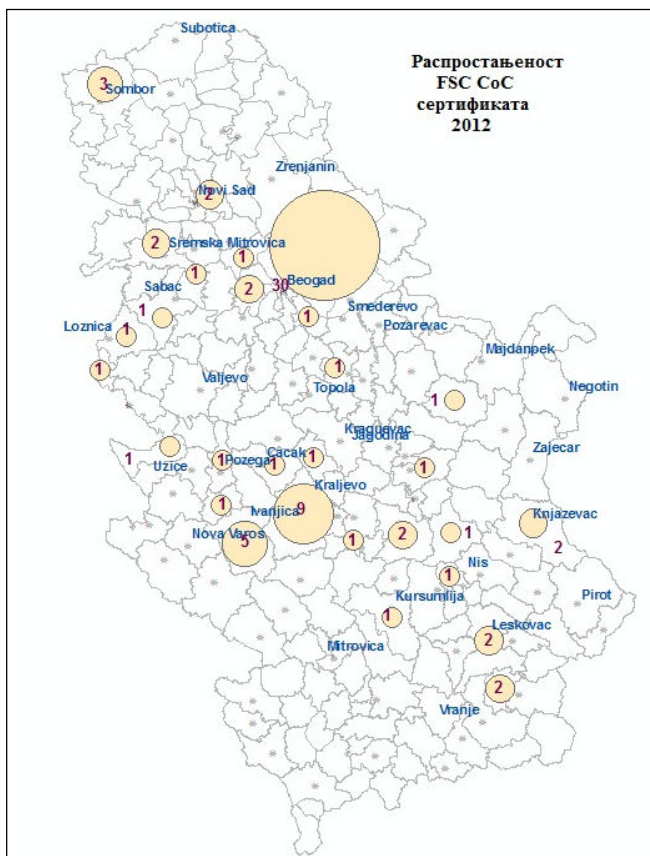 Subotica
Распростањеност
FSC CoC
сертификата
2012
3
Sombor
Zrenjanin
Novi Sad
2
2
Sremska Mitrovica
1
1
Beogad
30
2
Sabac
1
1
Smederevo
Pozarevac
Loznica
1
Majdanpek
1
1
Valjevo
Topola
Negotin
1
Kragujevac
Jagodina
Zajecar
1
Uzice
1
Pozega
Cacak
1
1
1
Kraljevo
1
Ivanjica
9
Knjazevac
Nova Varos
5
1
2
1
2
Nis
1
Kursumlija
Pirot
1
Leskovac
2
Mitrovica
2
Vranje